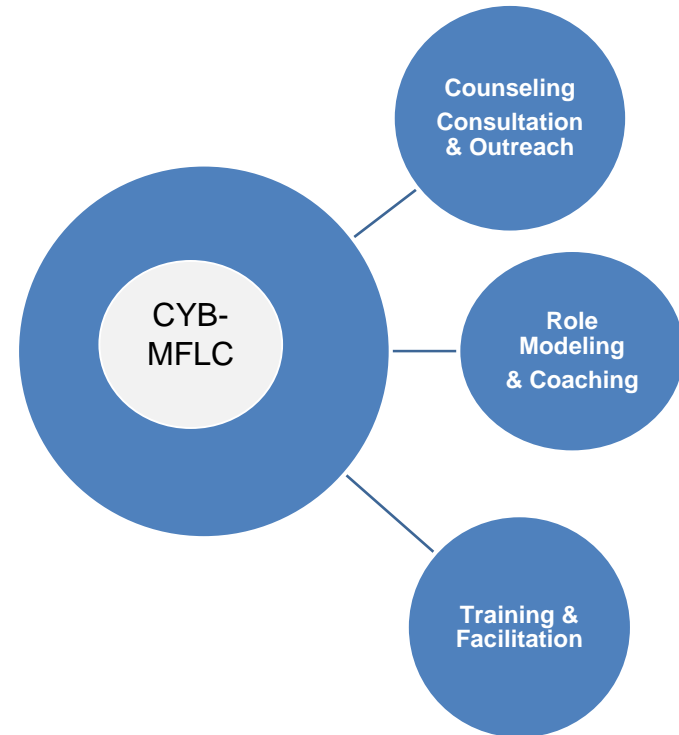 Counseling
Consultation
& Outreach
CYB-
MFLC
Role
Modeling
& Coaching
Training &
Facilitation